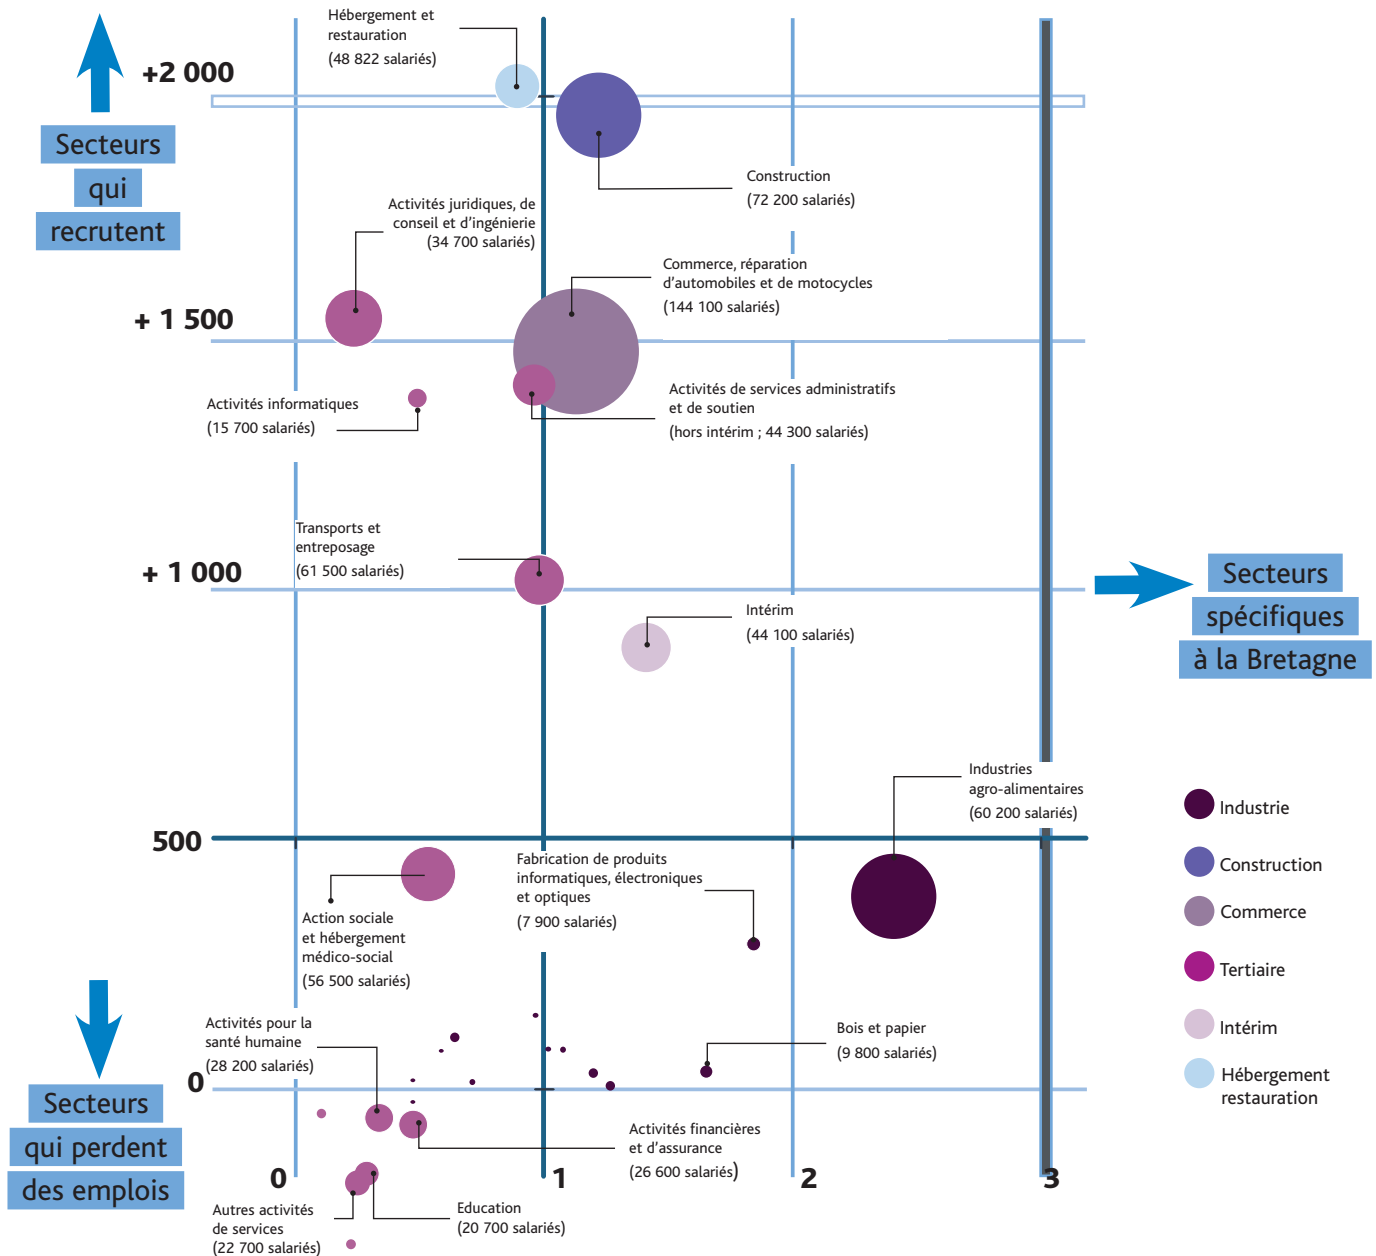 Hébergement et
restauration
(48 822 salariés)
+2 000
Secteurs
qui
recrutent
Construction
(72 200 salariés)
Activités juridiques, de
conseil et d’ingénierie
(34 700 salariés)
Commerce, réparation
d’automobiles et de motocycles
(144 100 salariés)
+ 1 500
Activités informatiques
(15 700 salariés)
Activités de services administratifs
et de soutien
(hors intérim ; 44 300 salariés)
Transports et
entreposage
(61 500 salariés)
+ 1 000
Secteurs
spécifiques
à la Bretagne
Intérim
(44 100 salariés)
Industries
agro-alimentaires
(60 200 salariés)
Industrie
Construction
Commerce
Tertiaire
Intérim
Hébergement
restauration
500
Fabrication de produits
informatiques, électroniques
et optiques
(7 900 salariés)
Action sociale
et hébergement
médico-social
(56 500 salariés)
Activités pour la
santé humaine
(28 200 salariés)
Bois et papier
(9 800 salariés)
0
Secteurs
qui perdent
des emplois
Activités financières
et d’assurance
(26 600 salariés)
0
1
2
3
Autres activités
de services
(22 700 salariés)
Education
(20 700 salariés)